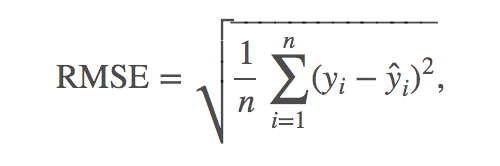 RMSE = √(1/n ∑_{i=1}^{n} (y_i − ŷ_i)²),